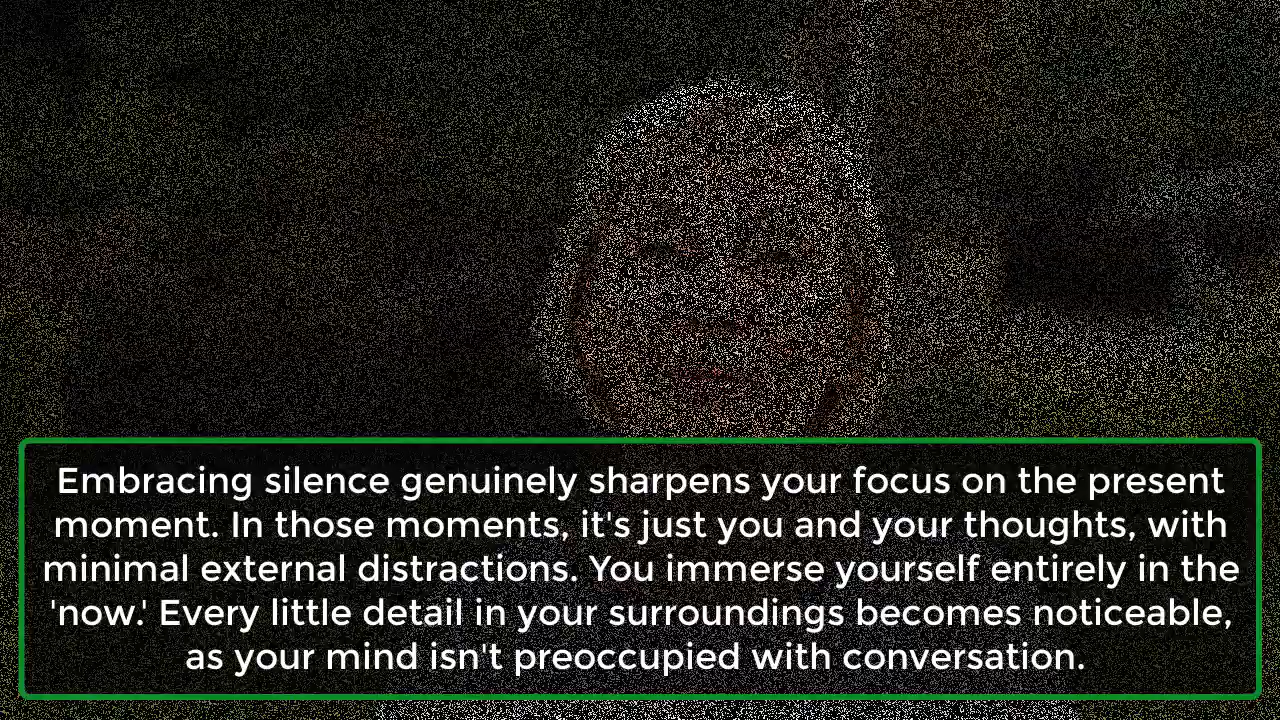 Embracing silence genuinely sharpens your focus on the present
moment. In those moments, it's just you and your thoughts, with
minimal external distractions. You immerse yourself entirely in the
'now.' Every little detail in your surroundings becomes noticeable,
as your mind isn't preoccupied with conversation.